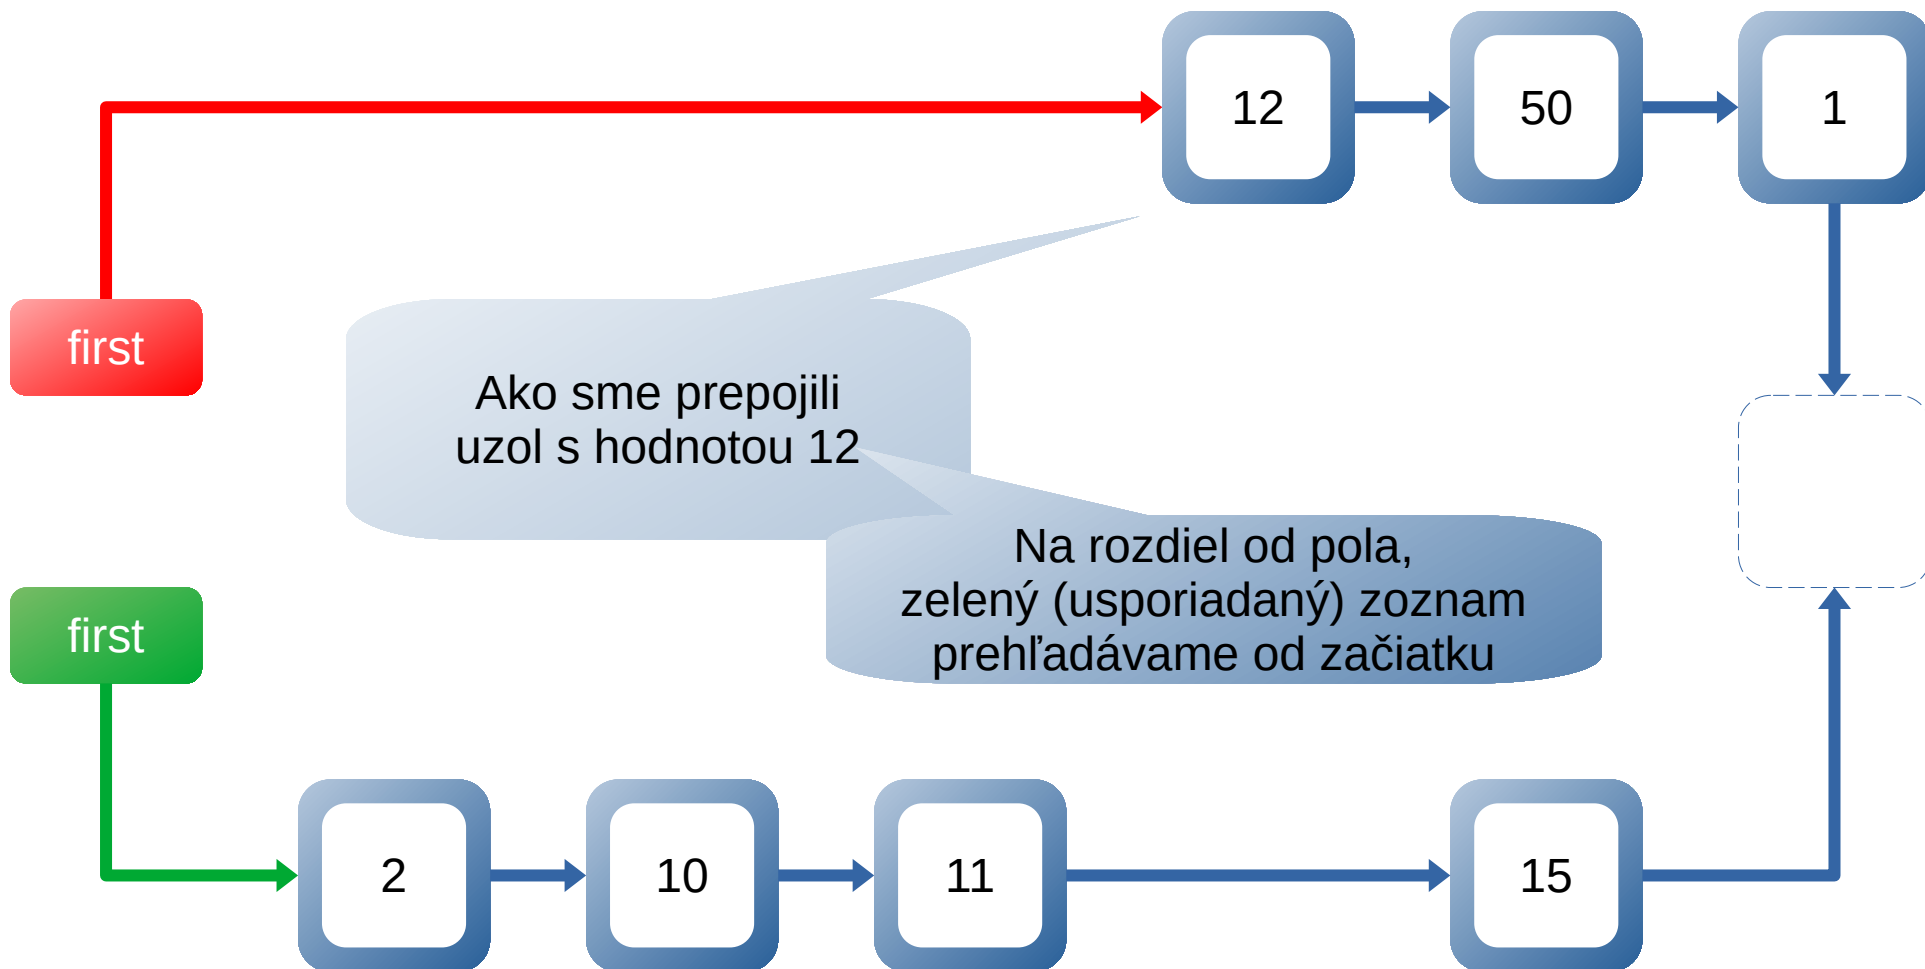 12
50
1
first
Ako sme prepojili
uzol s hodnotou 12
Na rozdiel od pola,
zelený (usporiadaný) zoznam
prehľadávame od začiatku
first
2
10
11
15